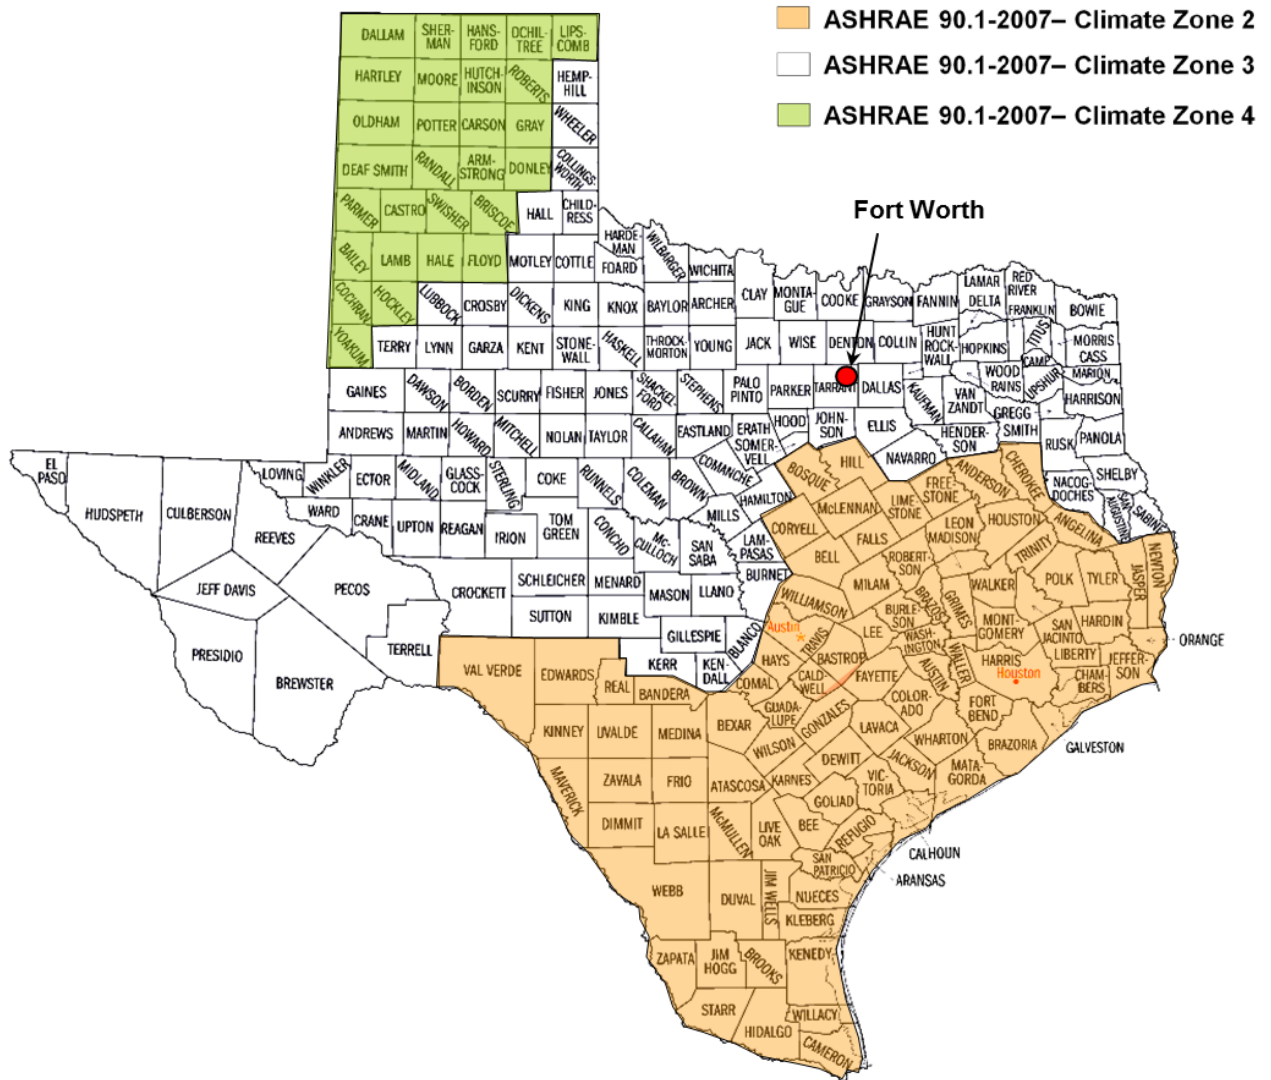 ASHRAE 90.1-2007– Climate Zone 2
ASHRAE 90.1-2007– Climate Zone 3
ASHRAE 90.1-2007– Climate Zone 4
Fort Worth
DALLAM
SHER-
MAN
HANS-
FORD
OCHIL-
TREE
LIPS-
COMB
HARTLEY
MOORE
HUTCH-
INSON
ROBERTS
HEMP-
HILL
OLDHAM
POTTER
CARSON
GRAY
WHEELER
DEAF SMITH
RANDALL
ARM-
STRONG
DONLEY
COLLINGS-
WORTH
PARMER
CASTRO
SWISHER
BRISCOE
HALL
CHILD-
RESS
BAILEY
LAMB
HALE
FLOYD
MOTLEY
COTTLE
HARDE-
MAN
FOARD
WILBARGER
WICHITA
COCHRAN
HOCKLEY
LUBBOCK
CROSBY
DICKENS
KING
KNOX
BAYLOR
ARCHER
CLAY
MONTA-
GUE
COOKE
GRAYSON
FANNIN
LAMAR
DELTA
RED
RIVER
FRANKLIN
BOWIE
YOAKUM
TERRY
LYNN
GARZA
KENT
STONE-
WALL
HASKELL
THROCK-
MORTON
YOUNG
JACK
WISE
DENTON
COLLIN
HUNT
ROCK-
WALL
HOPKINS
TITUS
CAMP
MORRIS
CASS
GAINES
DAWSON
BORDEN
SCURRY
FISHER
JONES
SHACKEL-
FORD
STEPHENS
PALO
PINTO
PARKER
TARRANT
DALLAS
KAUFMAN
VAN
ZANDT
WOOD
RAINS
UPSHUR
MARION
HARRISON
GREGG
SMITH
ANDREWS
MARTIN
HOWARD
MITCHELL
NOLAN
TAYLOR
CALLAHAN
EASTLAND
ERATH
SOMER-
VELL
HOOD
JOHN-
SON
ELLIS
NAVARRO
HENDER-
SON
RUSK
PANOLA
EL
PASO
HUDSPETH
CULBERSON
LOVING
WINKLER
ECTOR
MIDLAND
GLASS-
COCK
STERLING
COKE
RUNNELS
COLEMAN
BROWN
COMANCHE
MILLS
HAMILTON
BOSQUE
HILL
FREE-
STONE
ANDERSON
CHEROKEE
NACOG-
DOCHES
SHELBY
SAN
AUGUSTINE
SABINE
REEVES
WARD
CRANE
UPTON
REAGAN
IRION
TOM
GREEN
CONCHO
Mc-
CULLOCH
SAN
SABA
LAM-
PASAS
CORYELL
McLENNAN
LIME-
STONE
FALLS
LEON
MADISON
HOUSTON
ANGELINA
TRINITY
JEFF DAVIS
PECOS
CROCKETT
SCHLEICHER
MENARD
MASON
LLANO
BURNET
BELL
MILAM
ROBERT-
SON
BRAZOS
GRIMES
WALKER
POLK
TYLER
JASPER
NEWTON
PRESIDIO
BREWSTER
TERRELL
SUTTON
KIMBLE
GILLESPIE
BLANCO
WILLIAMSON
Austin
TRAVIS
LEE
BURLE-
SON
WASH-
INGTON
MONT-
GOMERY
SAN
JACINTO
HARDIN
LIBERTY
ORANGE
VAL VERDE
EDWARDS
REAL
KERR
KEN-
DALL
BANDERA
COMAL
HAYS
BASTROP
CALD-
WELL
FAYETTE
AUSTIN
WALLER
HARRIS
Houston
CHAM-
BERS
JEFFER-
SON
KINNEY
UVALDE
MEDINA
BEXAR
GUADA-
LUPE
GONZALES
COLOR-
ADO
LAVACA
FORT
BEND
WHARTON
BRAZORIA
GALVESTON
MAVERICK
ZAVALA
FRIO
ATASCOSA
WILSON
KARNES
DEWITT
JACKSON
MATA-
GORDA
VIC-
TORIA
GOLIAD
DIMMIT
LA SALLE
McMULLEN
LIVE
OAK
BEE
REFUGIO
CALHOUN
ARANSAS
SAN
PATRICIO
WEBB
DUVAL
JIM WELLS
NUECES
KLEBERG
ZAPATA
JIM
HOGG
BROOKS
KENEDY
STARR
HIDALGO
WILLACY
CAMERON